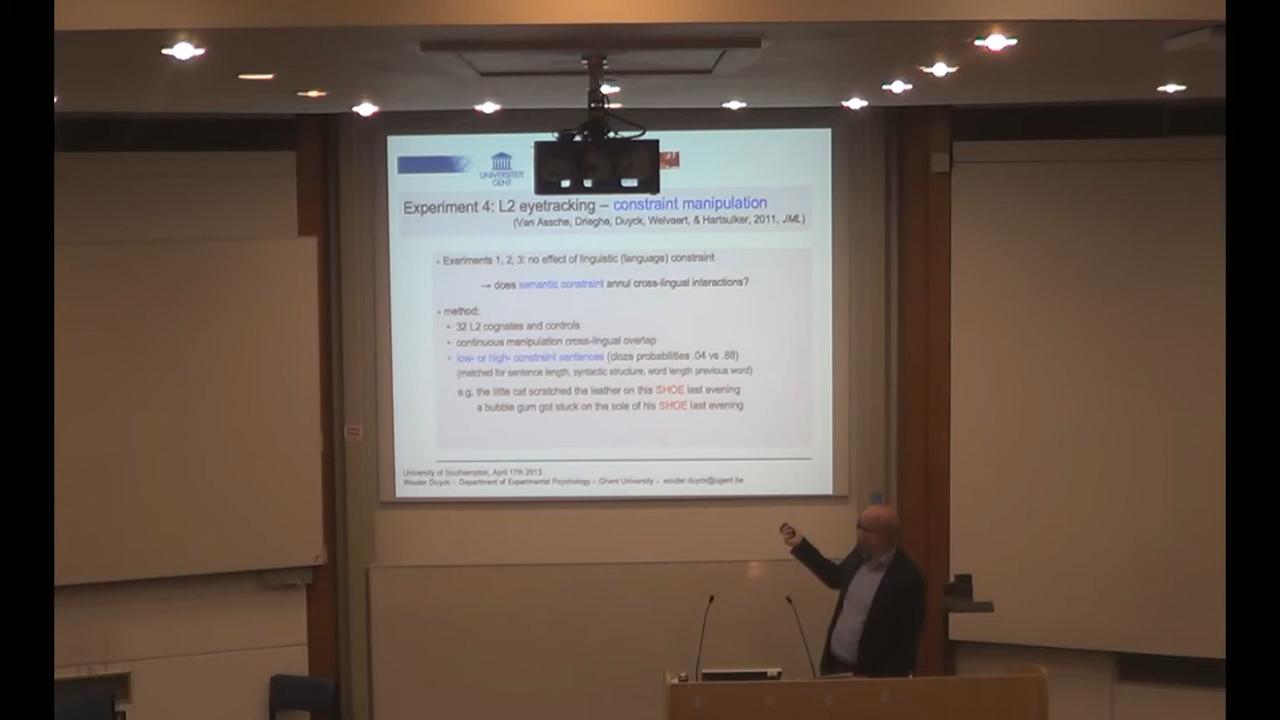 UNIVERSITEIT
GENT
Experiment 4: L2 eyetracking – constraint manipulation
(Van Assche, Drieghe, Duyck, Welvaert, & Hartsuiker, 2011, JML)
- Exeriments 1, 2, 3: no effect of linguistic (language) constraint
→ does semantic constraint annul cross-lingual interactions?
- method:
- 32 L2 cognates and controls
- continuous manipulation cross-lingual overlap
- low- or high- constraint sentences (cloze probabilities .04 vs .88)
(matched for sentence length, syntactic structure, word length previous word)
e.g. the little cat scratched the leather on this SHOE last evening
a bubble gum got stuck on the sole of his SHOE last evening
University of Southampton, April 17th 2013
Wouter Duyck – Department of Experimental Psychology – Ghent University – wouter.duyck@ugent.be